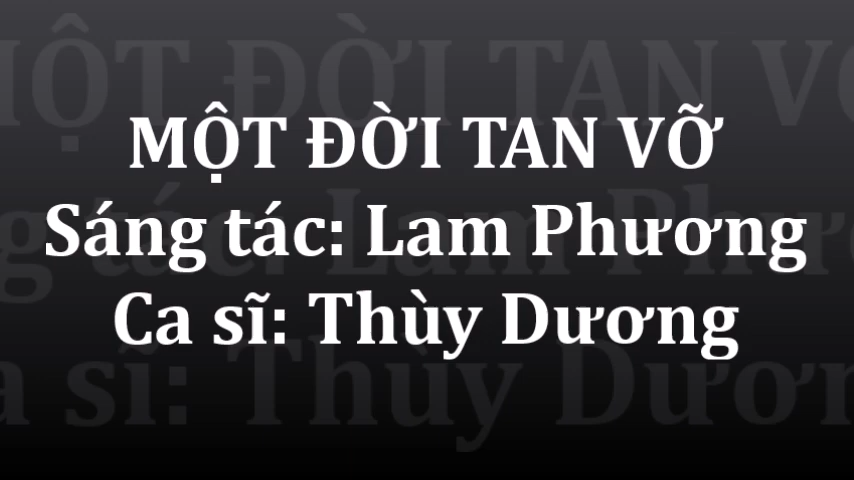 MỘT ĐỜI TAN VỠ
Sáng tác: Lam Phương
Ca sĩ: Thùy Dương